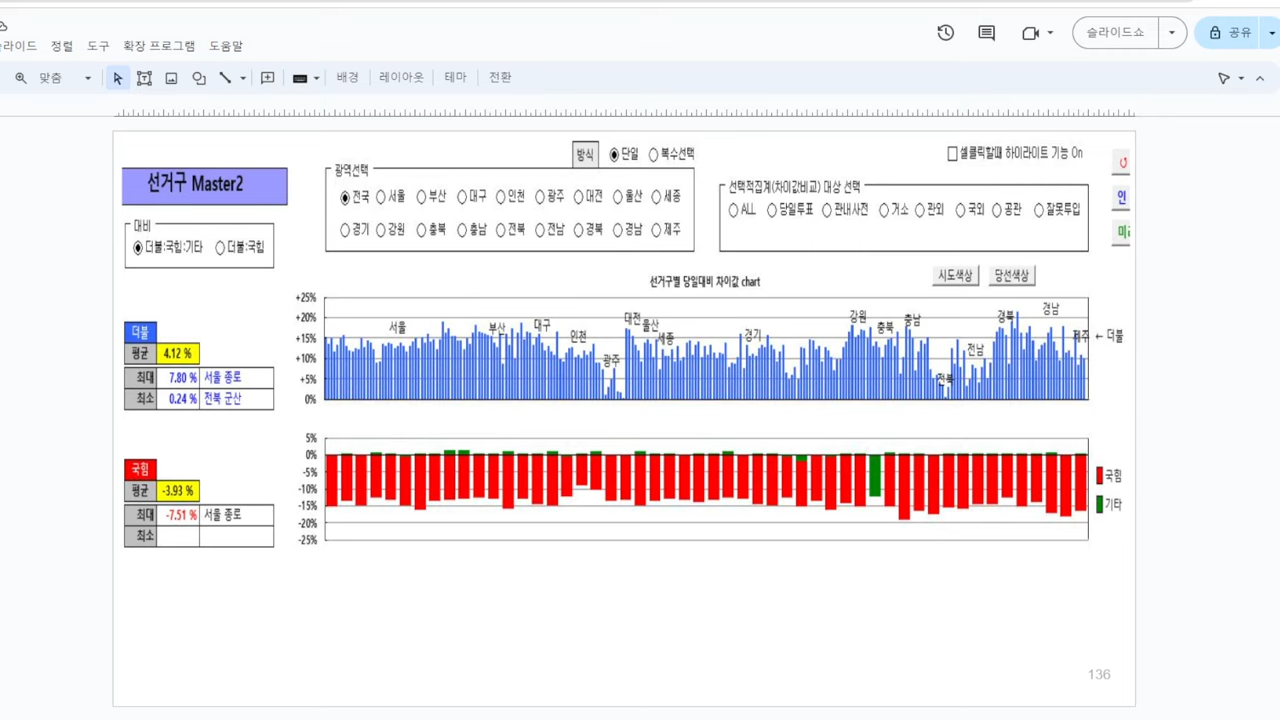 라이드 정렬 도구 확장 프로그램 도움말
슬라이드쇼
공유
맞춤
배경 레이아웃 테마 전환
선거구 Master2
방식 단일 복수선택
광역선택
전국 서울 부산 대구 인천 광주 대전 울산 세종
경기 강원 충북 충남 전북 전남 경북 경남 제주
셀클릭할때 하이라이트 기능 On
선택적집계(차이값비교) 대상 선택
ALL 당일투표 관내사전 거소 관외 국외 공관 잘못투입
인
대비
더불:국힘:기타 더불:국힘
선거구별 당일대비 차이값 chart
시도색상 당선색상
더불
평균 4.12 %
최대 7.80 % 서울 종로
최소 0.24 % 전북 군산
+25%
+20%
+15%
+10%
+5%
0%
서울 부산 대구 인천 광주 대전 울산 세종 경기 강원 충북 충남 전북 전남 경북 경남 제주
← 더불
국힘
평균 -3.93 %
최대 -7.51 % 서울 종로
최소
5%
0%
-5%
-10%
-15%
-20%
-25%
국힘
기타
136